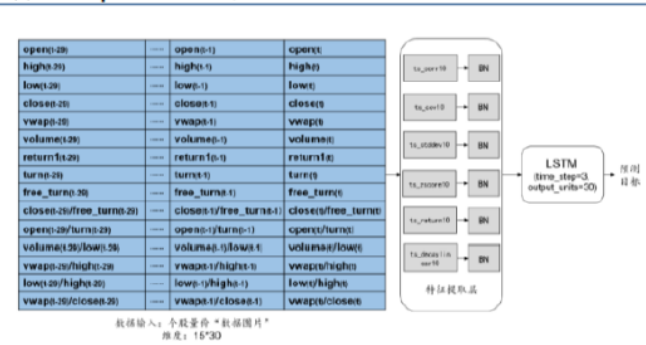 open(t-29) ...... open(t-1) open(t)
high(t-29) ...... high(t-1) high(t)
low(t-29) ...... low(t-1) low(t)
close(t-29) ...... close(t-1) close(t)
vwap(t-29) ...... vwap(t-1) vwap(t)
volume(t-29) ...... volume(t-1) volume(t)
return1(t-29) ...... return1(t-1) return1(t)
turn(t-29) ...... turn(t-1) turn(t)
free_turn(t-29) ...... free_turn(t-1) free_turn(t)
close(t-29)/free_turn(t-29) ...... close(t-1)/free_turn(t-1) close(t)/free_turn(t)
open(t-29)/turn(t-29) ...... open(t-1)/turn(t-1) open(t)/turn(t)
volume(t-29)/low(t-29) ...... volume(t-1)/low(t-1) volume(t)/low(t)
vwap(t-29)/high(t-29) ...... vwap(t-1)/high(t-1) vwap(t)/high(t)
low(t-29)/high(t-29) ...... low(t-1)/high(t-1) low(t)/high(t)
vwap(t-29)/close(t-29) ...... vwap(t-1)/close(t-1) vwap(t)/close(t)
数据输入:个股量价“数据图片”
维度:15*30
ts_corr10 BN
ts_cov10 BN
ts_stddev10 BN
ts_zscore10 BN
ts_return10 BN
ts_decaylin
ear10 BN
特征提取层
LSTM
(time_step=3,
output_units=30)
预测
目标